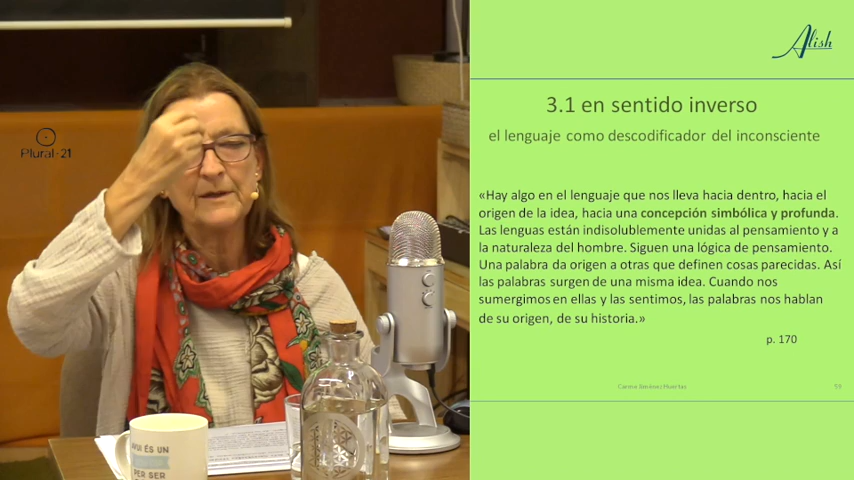 Plural-21
AVUI ÉS UN
PER SER
Alish
3.1 en sentido inverso
el lenguaje como descodificador del inconsciente
«Hay algo en el lenguaje que nos lleva hacia dentro, hacia el
origen de la idea, hacia una concepción simbólica y profunda.
Las lenguas están indisolublemente unidas al pensamiento y a
la naturaleza del hombre. Siguen una lógica de pensamiento.
Una palabra da origen a otras que definen cosas parecidas. Así
las palabras surgen de una misma idea. Cuando nos
sumergimos en ellas y las sentimos, las palabras nos hablan
de su origen, de su historia.»
p. 170
Carme Jiménez Huertas